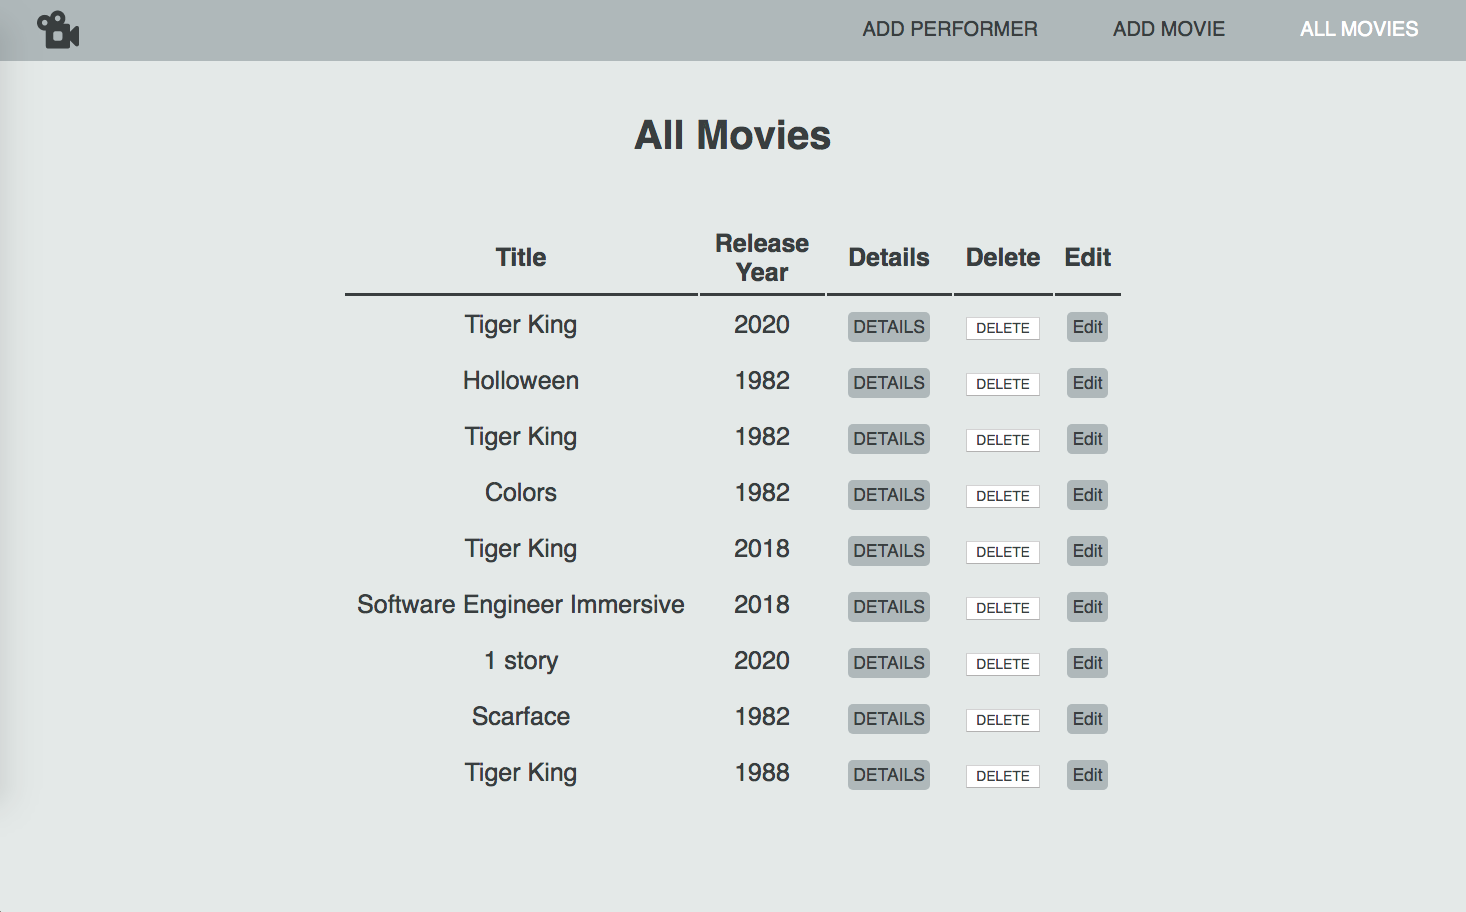 ADD PERFORMER ADD MOVIE ALL MOVIES
All Movies
Title Release Year Details Delete Edit
Tiger King 2020 DETAILS DELETE Edit
Holloween 1982 DETAILS DELETE Edit
Tiger King 1982 DETAILS DELETE Edit
Colors 1982 DETAILS DELETE Edit
Tiger King 2018 DETAILS DELETE Edit
Software Engineer Immersive 2018 DETAILS DELETE Edit
1 story 2020 DETAILS DELETE Edit
Scarface 1982 DETAILS DELETE Edit
Tiger King 1988 DETAILS DELETE Edit